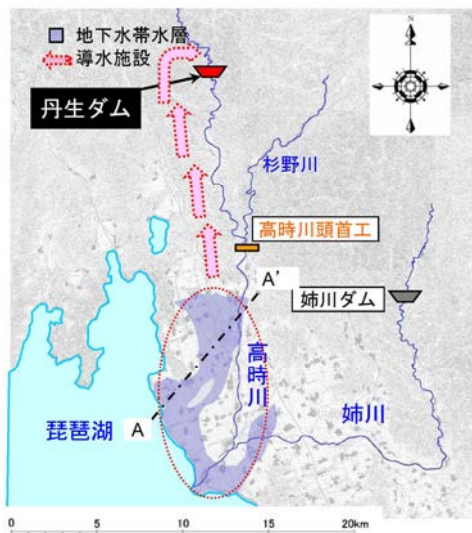 地下水帯水層
導水施設
N
丹生ダム
杉野川
高時川頭首工
A'
姉川ダム
高時川
琵琶湖
A
姉川
0 5 10 15 20km